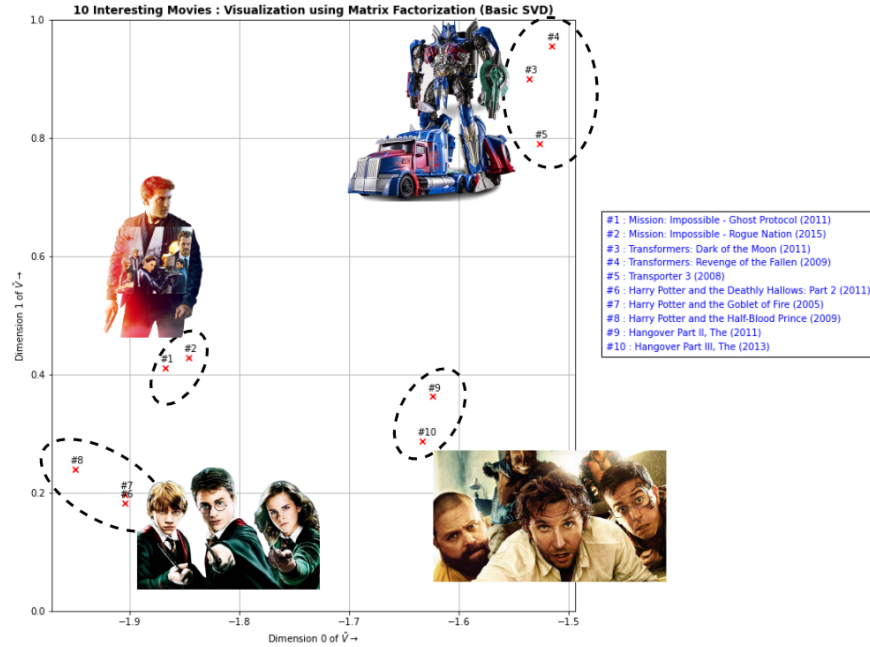 10 Interesting Movies : Visualization using Matrix Factorization (Basic SVD)
1.0
0.8
0.6
0.4
0.2
0.0
Dimension 1 of Ṽ →
#4
#3
#5
#2
#1
#9
#10
#8
#7
#6
#1 : Mission: Impossible - Ghost Protocol (2011)
#2 : Mission: Impossible - Rogue Nation (2015)
#3 : Transformers: Dark of the Moon (2011)
#4 : Transformers: Revenge of the Fallen (2009)
#5 : Transporter 3 (2008)
#6 : Harry Potter and the Deathly Hallows: Part 2 (2011)
#7 : Harry Potter and the Goblet of Fire (2005)
#8 : Harry Potter and the Half-Blood Prince (2009)
#9 : Hangover Part II, The (2011)
#10 : Hangover Part III, The (2013)
−1.9 −1.8 −1.7 −1.6 −1.5
Dimension 0 of Ṽ →